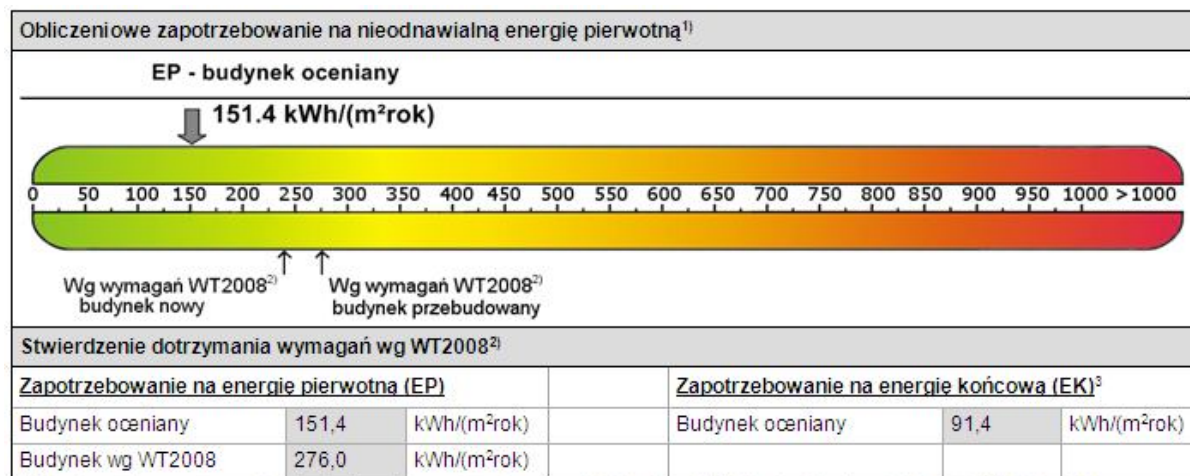 Obliczeniowe zapotrzebowanie na nieodnawialną energię pierwotną¹⁾
EP - budynek oceniany
151.4 kWh/(m²rok)
0 50 100 150 200 250 300 350 400 450 500 550 600 650 700 750 800 850 900 950 1000 >1000
Wg wymagań WT2008²⁾ Wg wymagań WT2008²⁾
budynek nowy budynek przebudowany
Stwierdzenie dotrzymania wymagań wg WT2008²⁾
Zapotrzebowanie na energię pierwotną (EP) Zapotrzebowanie na energię końcową (EK)³
Budynek oceniany 151,4 kWh/(m²rok) Budynek oceniany 91,4 kWh/(m²rok)
Budynek wg WT2008 276,0 kWh/(m²rok)